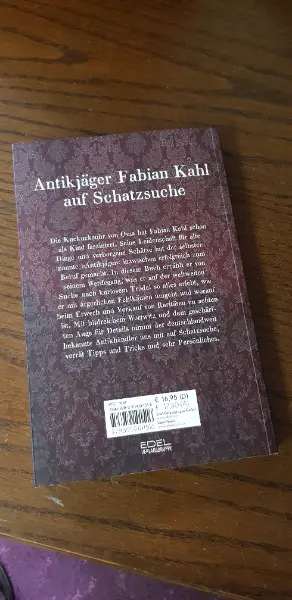 Antikjäger Fabian Kahl
auf Schatzsuche
Die Kuckucksuhr von Oma hat Fabian Kahl schon
als Kind fasziniert. Seine Leidenschaft für alte
Dinge und verborgene Schätze hat der selbster-
nannte »Antikjäger« inzwischen erfolgreich zum
Beruf gemacht. In diesem Buch erzählt er von
seinem Werdegang, was er auf der weltweiten
Suche nach kuriosem Trödel so alles erlebt, wie
er mit ärgerlichen Fehlkäufen umgeht und worauf
beim Erwerb und Verkauf von Raritäten zu achten
ist. Mit bildreichem Wortwitz und dem geschärf-
ten Auge für Details nimmt der deutschlandweit
bekannte Antikhändler uns mit auf Schatzsuche,
verrät Tipps und Tricks und sehr Persönliches.
€ 16,95 (D)
EDEL